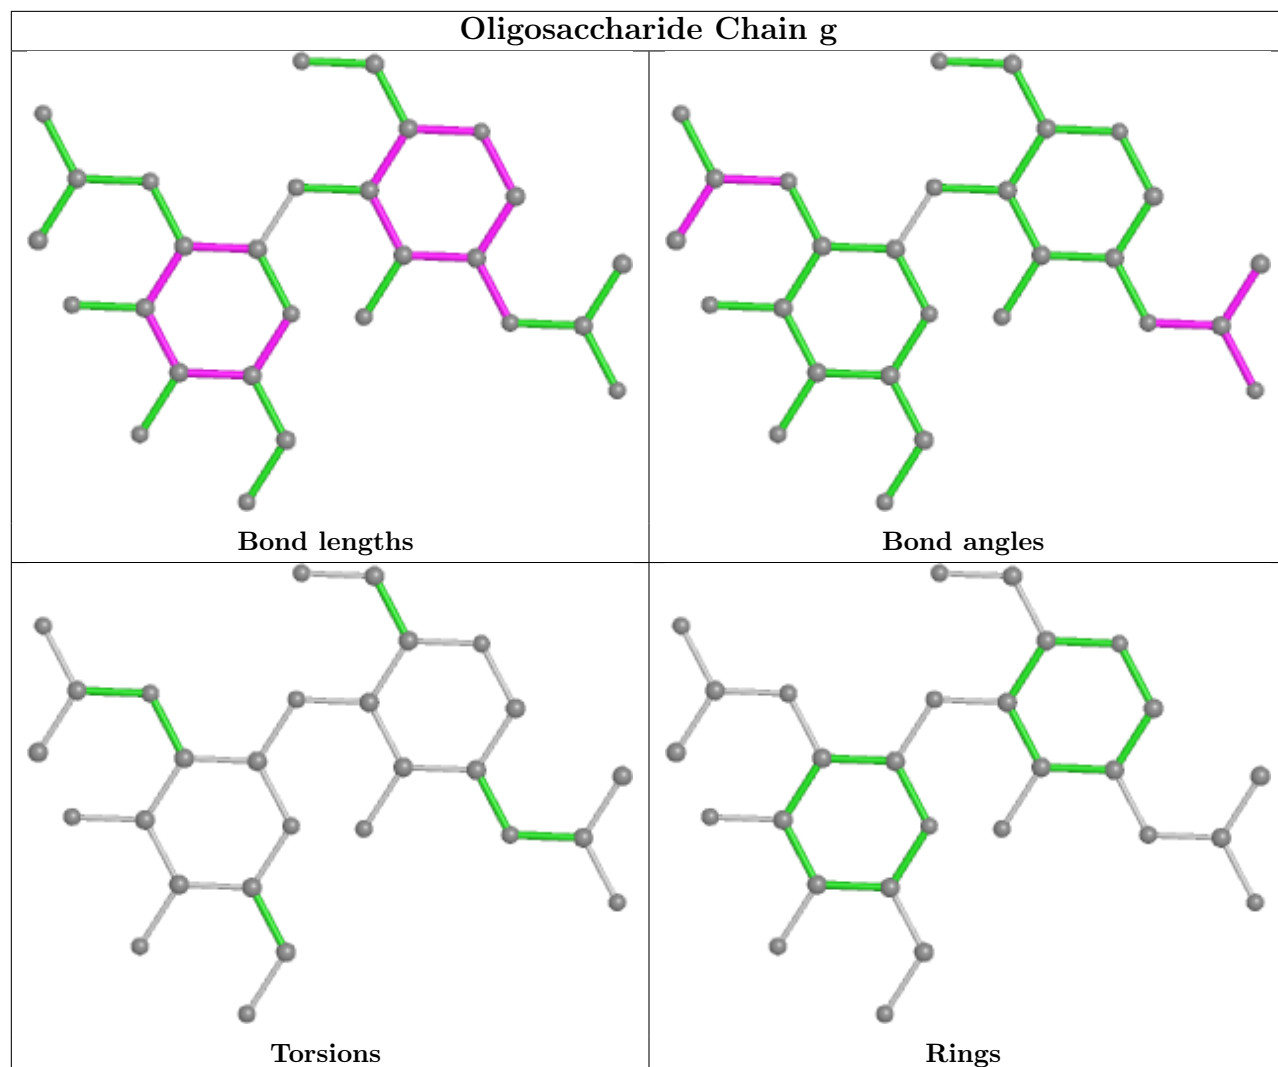 Oligosaccharide Chain g
Bond lengths
Bond angles
Torsions
Rings